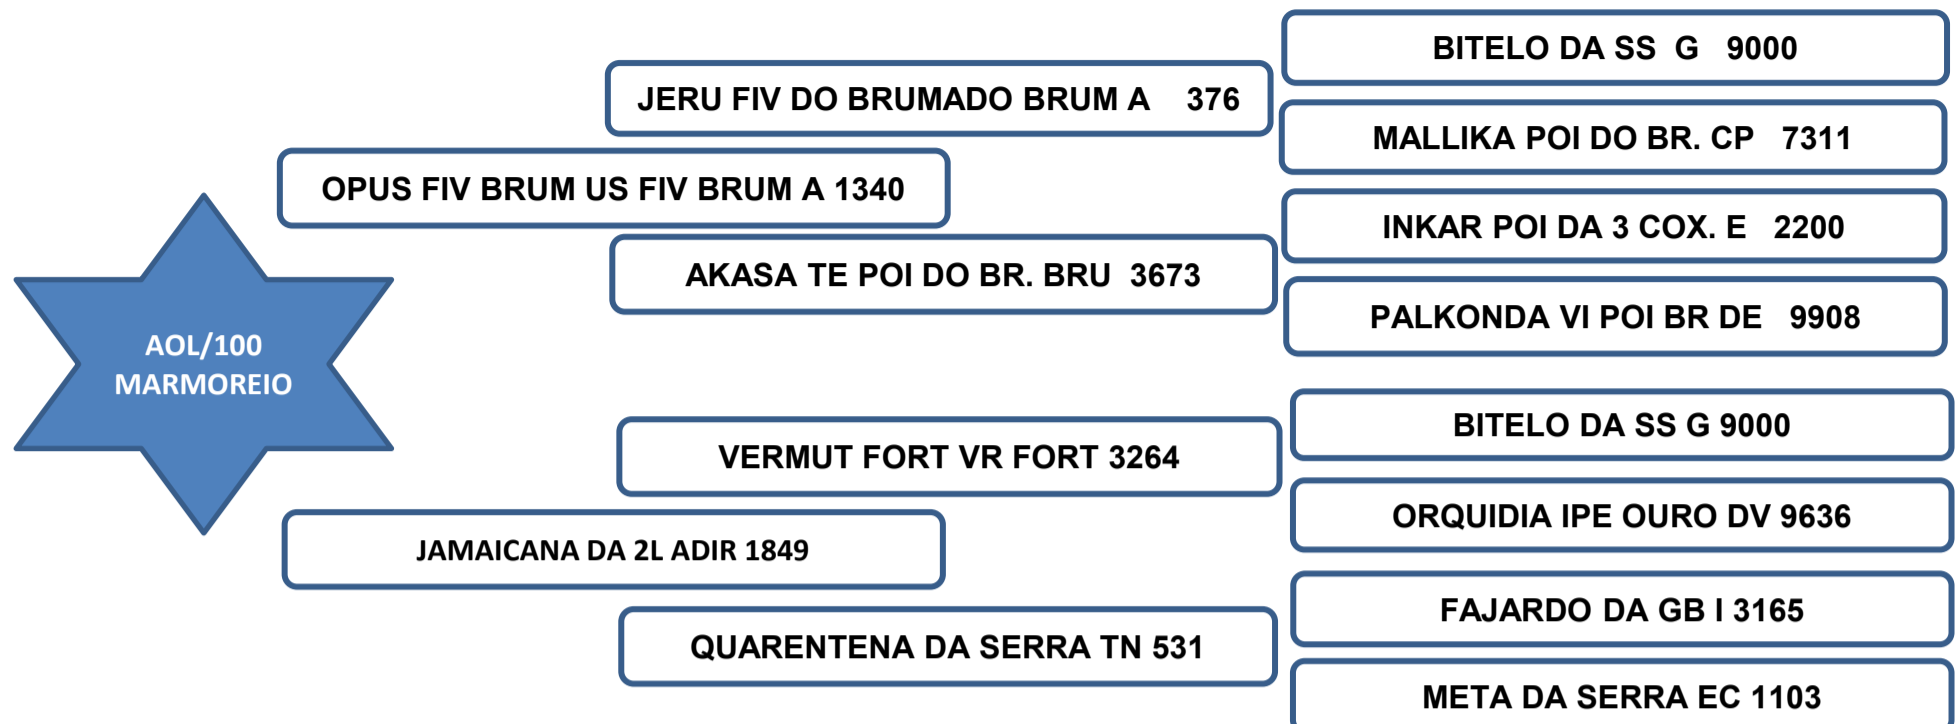 BITELO DA SS G 9000
JERU FIV DO BRUMADO BRUM A 376
MALLIKA POI DO BR. CP 7311
OPUS FIV BRUM US FIV BRUM A 1340
INKAR POI DA 3 COX. E 2200
AKASA TE POI DO BR. BRU 3673
PALKONDA VI POI BR DE 9908
AOL/100
MARMOREIO
BITELO DA SS G 9000
VERMUT FORT VR FORT 3264
ORQUIDIA IPE OURO DV 9636
JAMAICANA DA 2L ADIR 1849
FAJARDO DA GB I 3165
QUARENTENA DA SERRA TN 531
META DA SERRA EC 1103